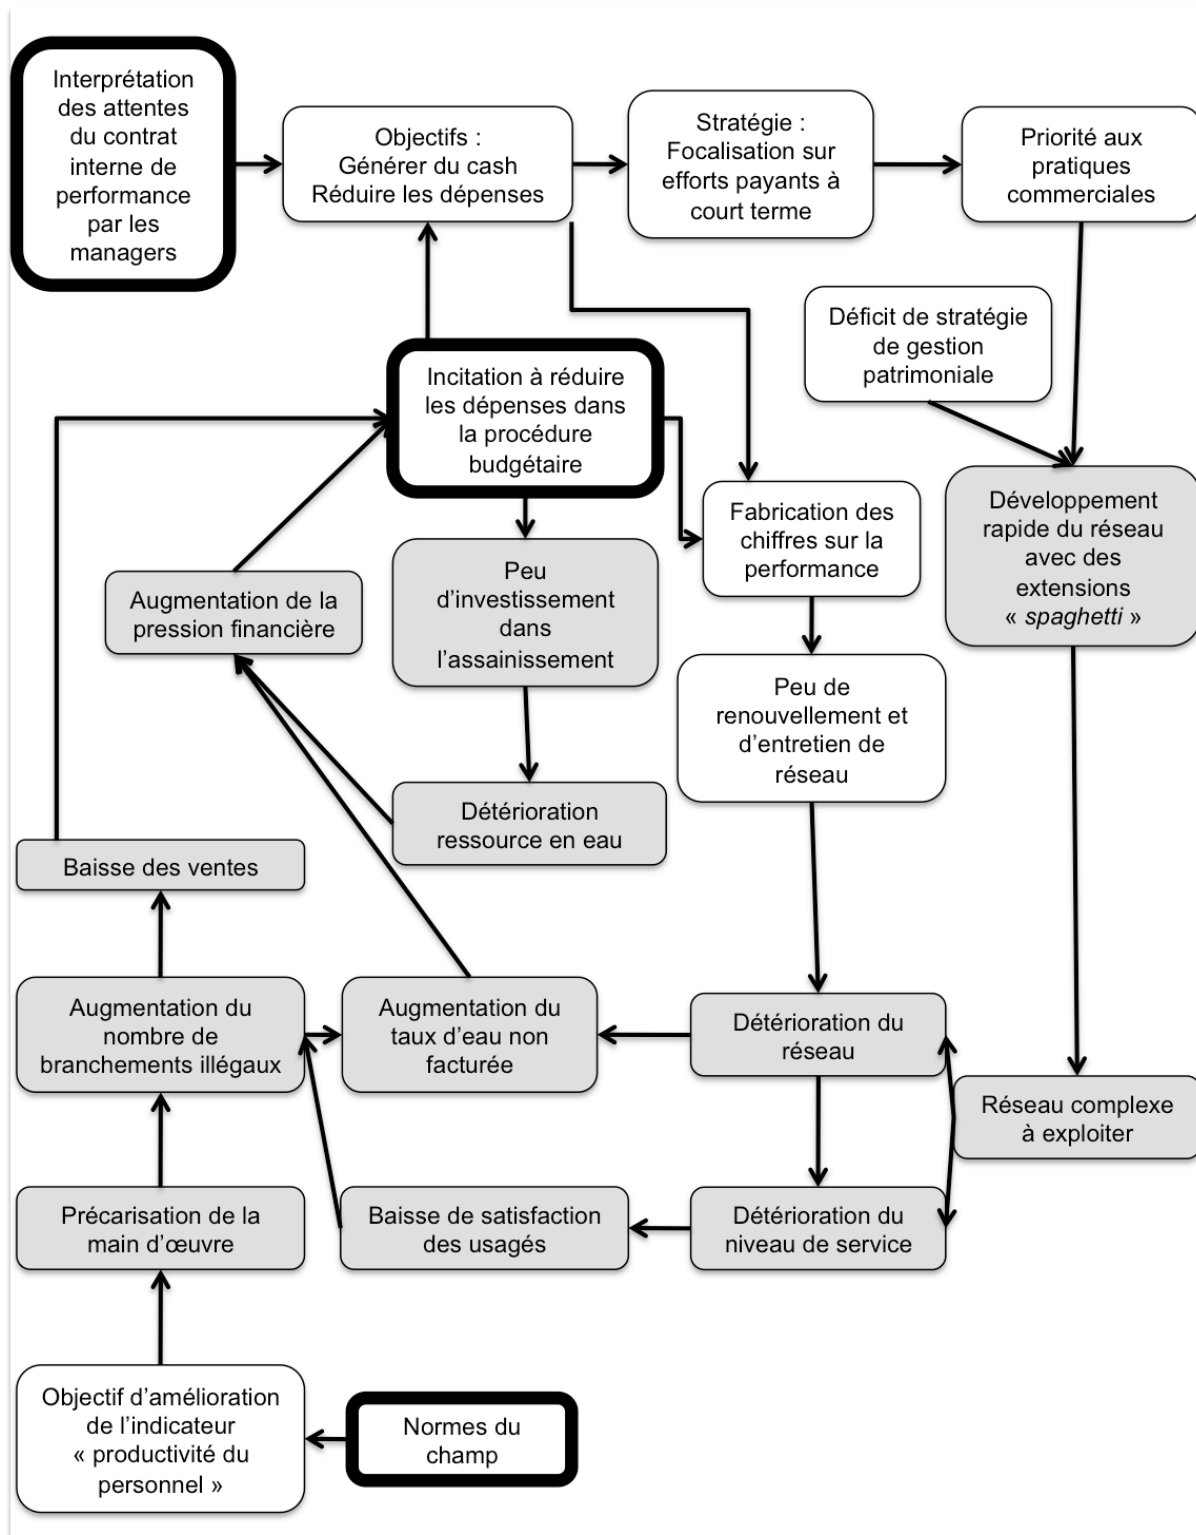 Interprétation
des attentes
du contrat
interne de
performance
par les
managers
Objectifs :
Générer du cash
Réduire les dépenses
Stratégie :
Focalisation sur
efforts payants à
court terme
Priorité aux
pratiques
commerciales
Déficit de stratégie
de gestion
patrimoniale
Incitation à réduire
les dépenses dans
la procédure
budgétaire
Fabrication des
chiffres sur la
performance
Développement
rapide du réseau
avec des
extensions
« spaghetti »
Augmentation de la
pression financière
Peu
d’investissement
dans
l’assainissement
Peu de
renouvellement et
d’entretien de
réseau
Détérioration
ressource en eau
Baisse des ventes
Augmentation du
nombre de
branchements illégaux
Augmentation du
taux d’eau non
facturée
Détérioration du
réseau
Réseau complexe
à exploiter
Précarisation de la
main d’œuvre
Baisse de satisfaction
des usagés
Détérioration du
niveau de service
Objectif d’amélioration
de l’indicateur
« productivité du
personnel »
Normes du
champ